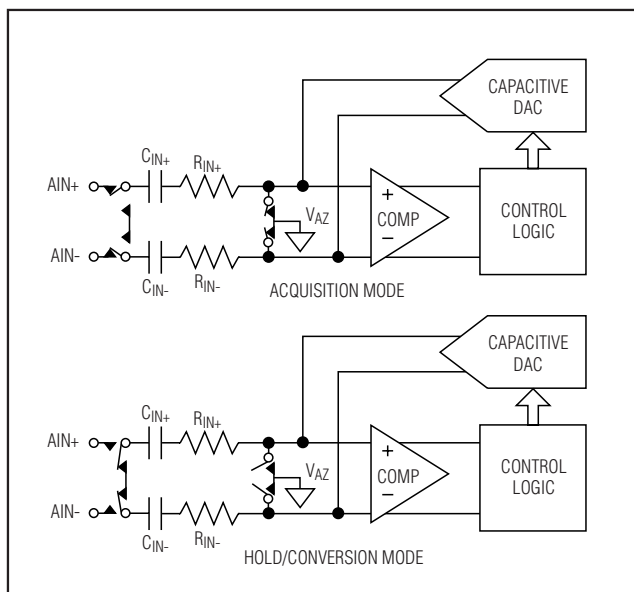 CAPACITIVE
DAC
CIN+
RIN+
AIN+
VAZ
+
COMP
−
CONTROL
LOGIC
AIN-
CIN-
RIN-
ACQUISITION MODE
CAPACITIVE
DAC
CIN+
RIN+
AIN+
VAZ
+
COMP
−
CONTROL
LOGIC
AIN-
CIN-
RIN-
HOLD/CONVERSION MODE